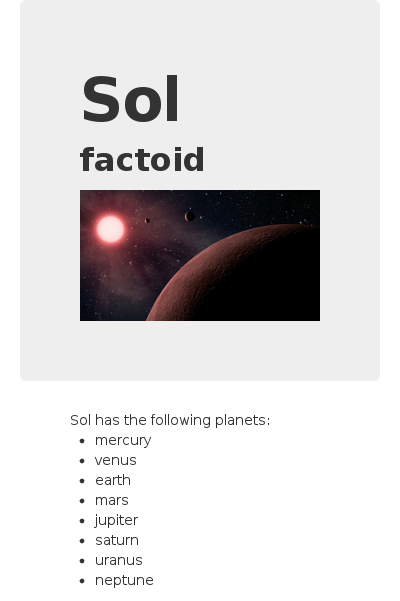 Sol
factoid
Sol has the following planets:
mercury
venus
earth
mars
jupiter
saturn
uranus
neptune